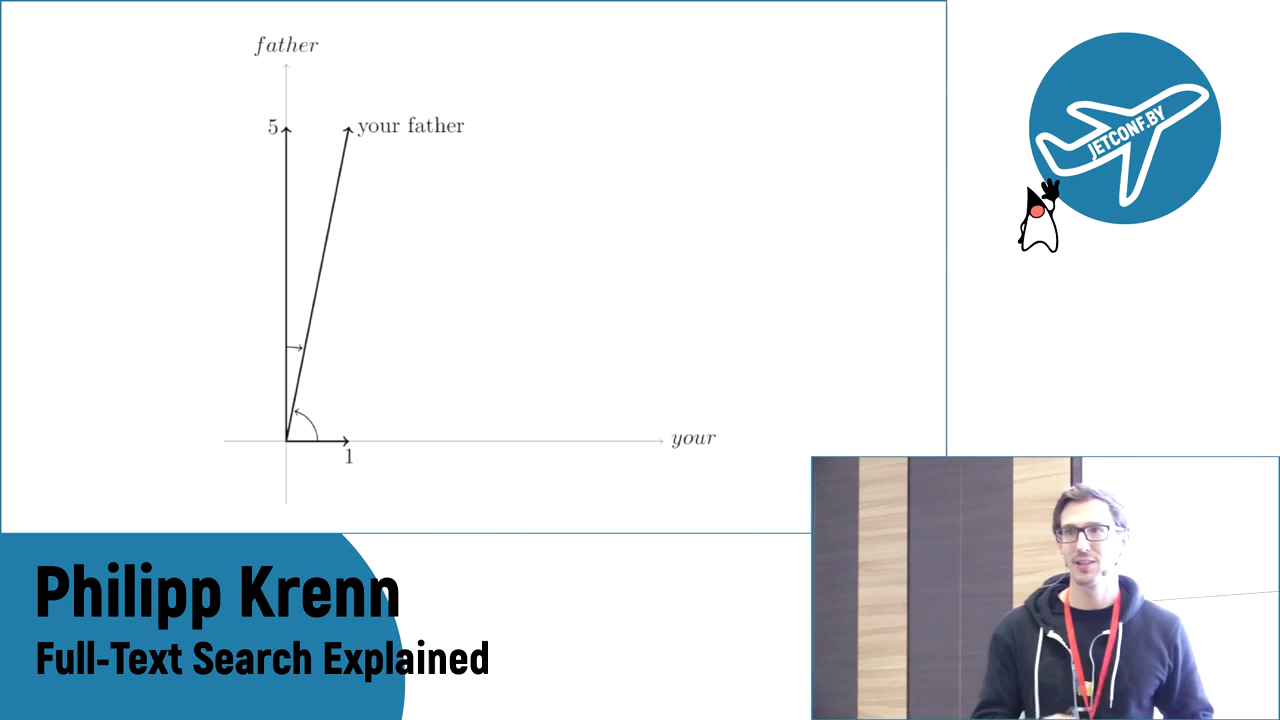 father
5
your father
your
1
JETCONF.BY
Philipp Krenn
Full-Text Search Explained